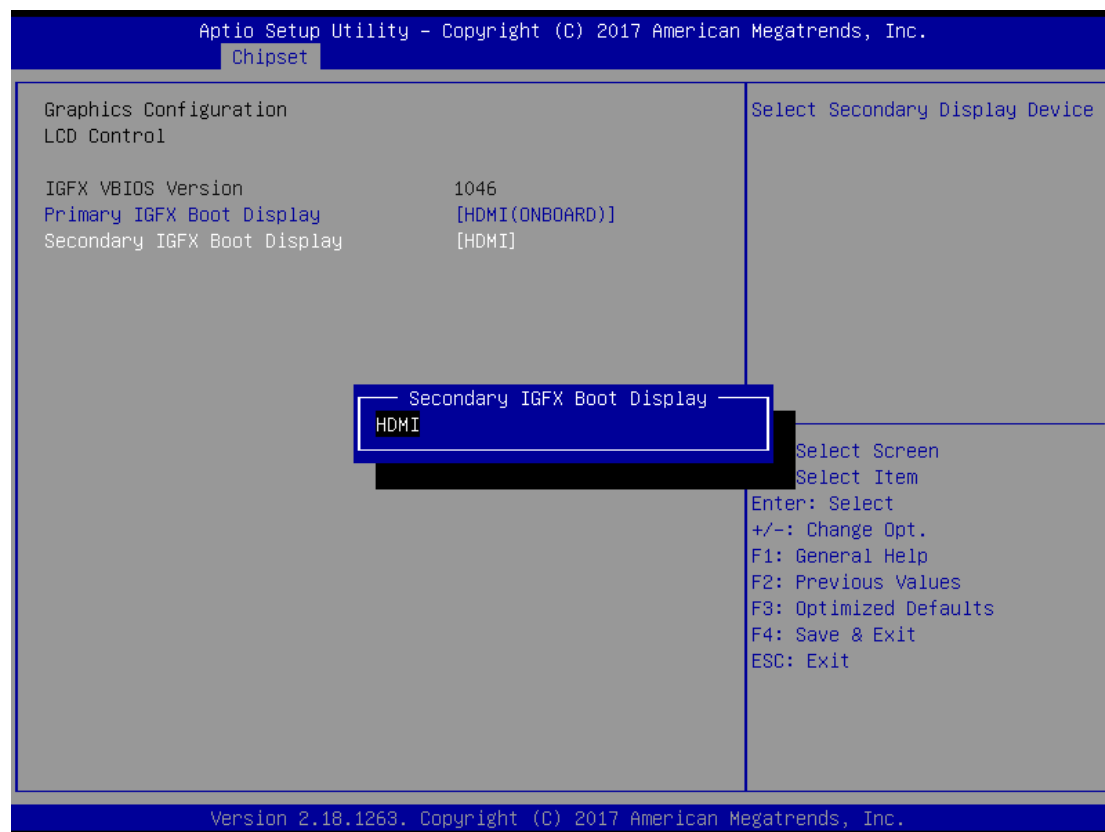 Aptio Setup Utility – Copyright (C) 2017 American Megatrends, Inc.
Chipset
Graphics Configuration
LCD Control
IGFX VBIOS Version 1046
Primary IGFX Boot Display [HDMI(ONBOARD)]
Secondary IGFX Boot Display [HDMI]
Select Secondary Display Device
Secondary IGFX Boot Display
HDMI
Select Screen
Select Item
Enter: Select
+/-: Change Opt.
F1: General Help
F2: Previous Values
F3: Optimized Defaults
F4: Save & Exit
ESC: Exit
Version 2.18.1263. Copyright (C) 2017 American Megatrends, Inc.